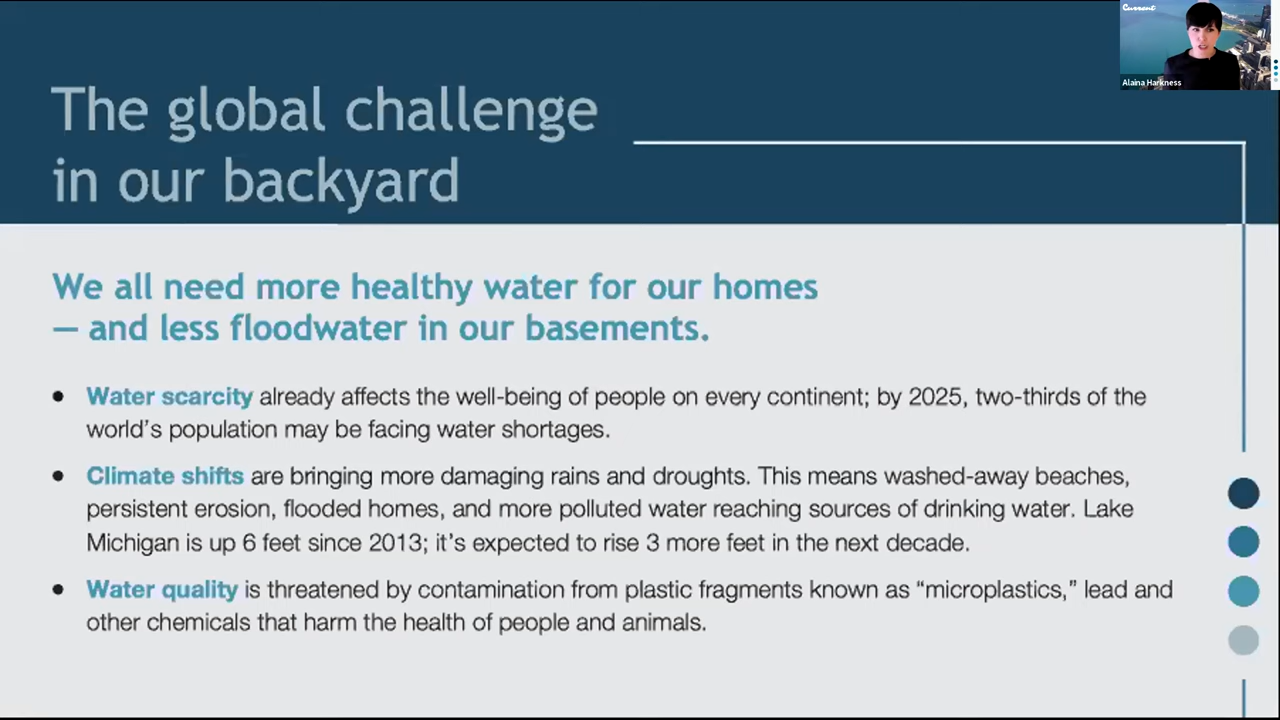 Current
Alaina Harkness
The global challenge
in our backyard
We all need more healthy water for our homes
— and less floodwater in our basements.
• Water scarcity already affects the well-being of people on every continent; by 2025, two-thirds of the
world’s population may be facing water shortages.
• Climate shifts are bringing more damaging rains and droughts. This means washed-away beaches,
persistent erosion, flooded homes, and more polluted water reaching sources of drinking water. Lake
Michigan is up 6 feet since 2013; it’s expected to rise 3 more feet in the next decade.
• Water quality is threatened by contamination from plastic fragments known as “microplastics,” lead and
other chemicals that harm the health of people and animals.